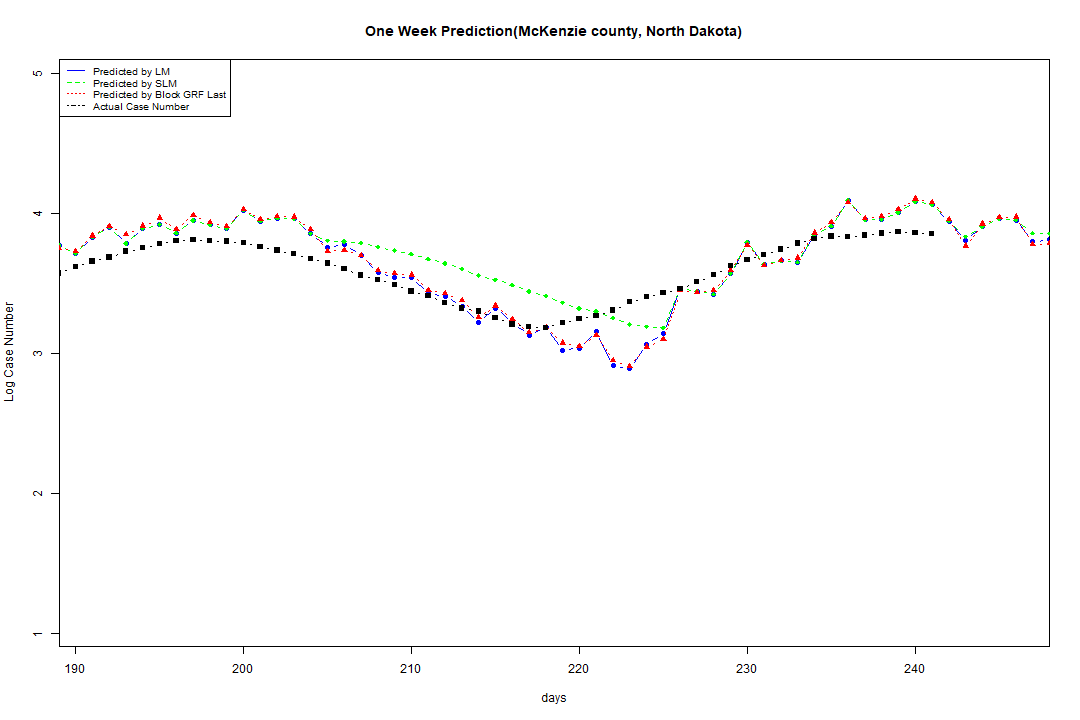 One Week Prediction(McKenzie county, North Dakota)
Predicted by LM
Predicted by SLM
Predicted by Block GRF Last
Actual Case Number
5
4
3
2
1
Log Case Number
190 200 210 220 230 240
days